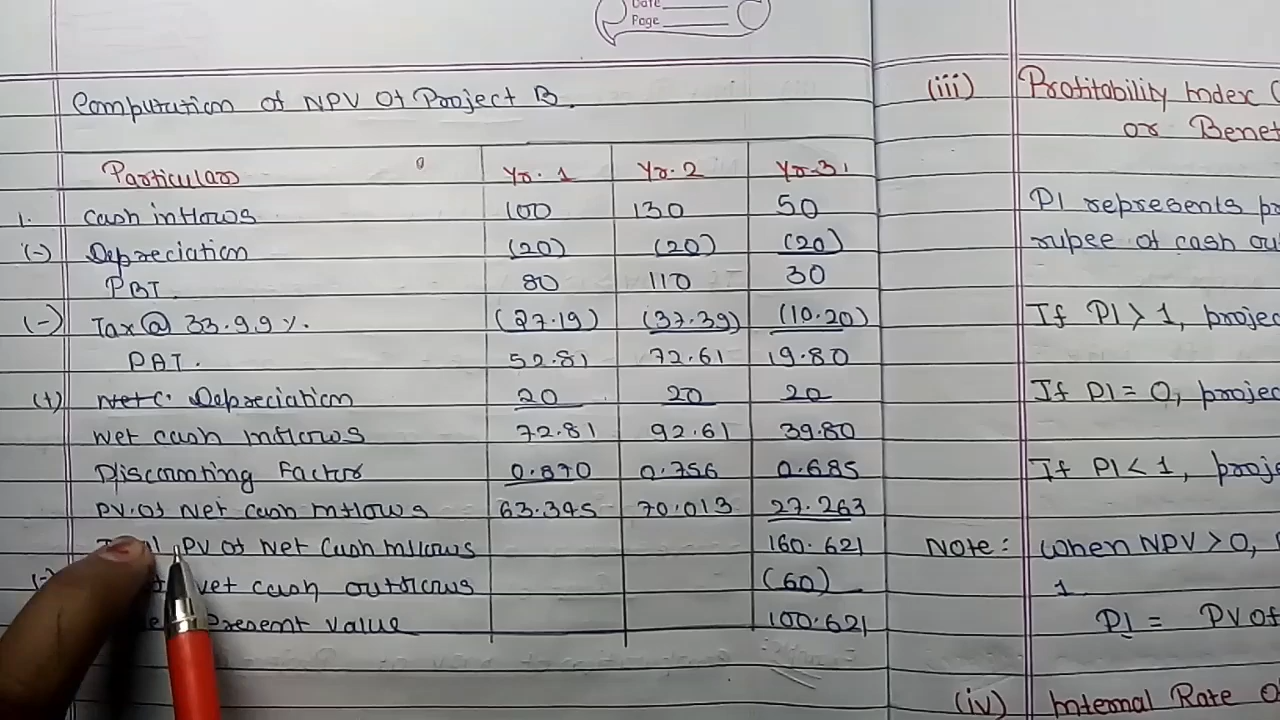 Date
Page
Computation of NPV Of Project B.
Particulars Yr. 1 Yr. 2 Yr. 3
1. Cash inflows 100 130 50
(-) Depreciation (20) (20) (20)
PBT 80 110 30
(-) Tax @ 33.99%. (27.19) (37.39) (10.20)
PAT. 52.81 72.61 19.80
(+) Net C. Depreciation 20 20 20
Net cash inflows 72.81 92.61 39.80
Discounting Factor 0.870 0.756 0.685
PV. Of Net Cash inflows 63.345 70.013 27.263
PV of Net Cash inflows 160.621
(-) Net cash outflows (60)
Present value 100.621
(iii) Profitability Index (
or Benef
PI represents pr
rupee of cash ou
If PI > 1, projec
If PI = 0, projec
If PI < 1, projec
Note: When NPV > 0,
1
PI = PV of
(iv) Internal Rate O